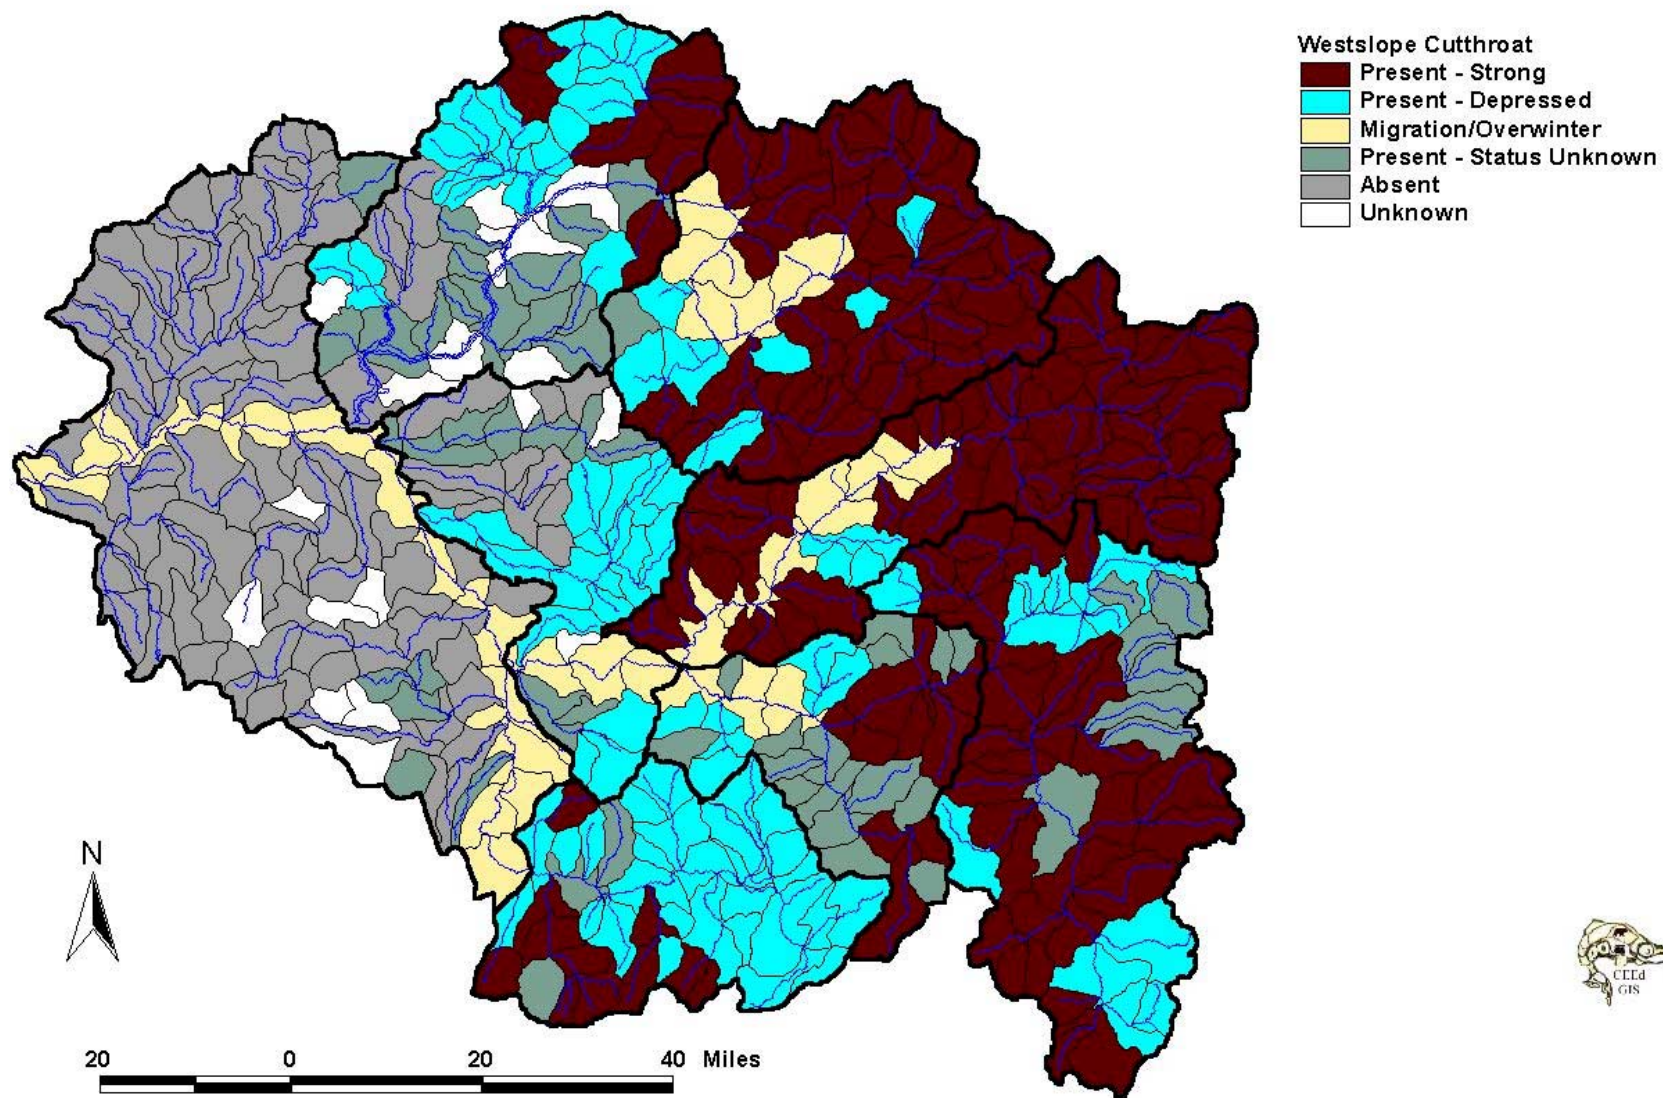 Westslope Cutthroat
Present - Strong
Present - Depressed
Migration/Overwinter
Present - Status Unknown
Absent
Unknown
N
CEEd
GIS
20 0 20 40 Miles